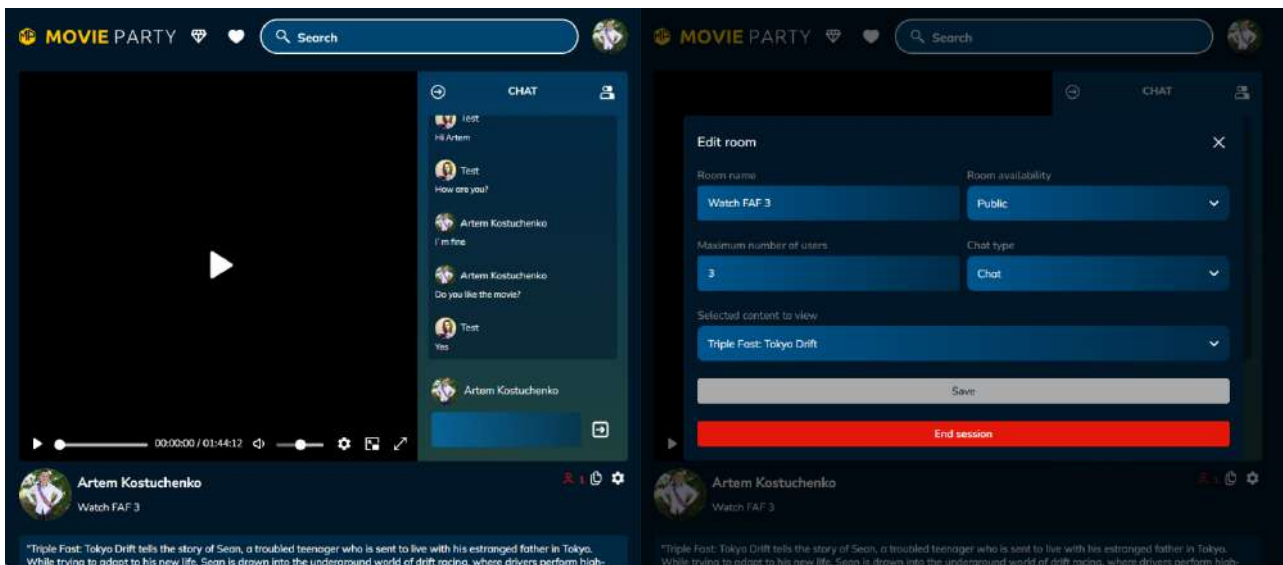 MP MOVIE PARTY
Search
CHAT
Test
Hi Artem
Test
How are you?
Artem Kostuchenko
I'm fine
Artem Kostuchenko
Do you like the movie?
Test
Yes
Artem Kostuchenko
00:00:00 / 01:44:12
Artem Kostuchenko
1
Watch FAF 3
"Triple Fast: Tokyo Drift tells the story of Sean, a troubled teenager who is sent to live with his estranged father in Tokyo.
While trying to adapt to his new life, Sean is drawn into the underground world of drift racing, where drivers perform high-
MP MOVIE PARTY
Search
CHAT
Edit room
Room name
Room availability
Watch FAF 3
Public
Maximum number of users
Chat type
3
Chat
Selected content to view
Triple Fast: Tokyo Drift
Save
End session
Artem Kostuchenko
1
Watch FAF 3
"Triple Fast: Tokyo Drift tells the story of Sean, a troubled teenager who is sent to live with his estranged father in Tokyo.
While trying to adapt to his new life, Sean is drawn into the underground world of drift racing, where drivers perform high-